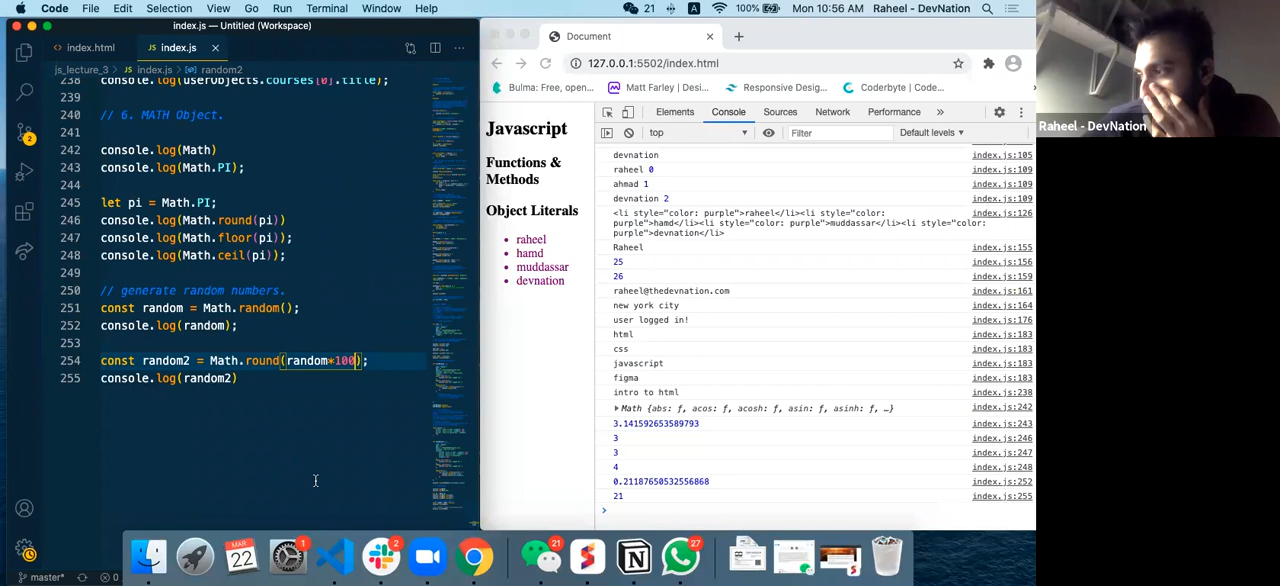 Code File Edit Selection View Go Run Terminal Window Help 21 A 100% Mon 10:56 AM Raheel - DevNation
index.js — Untitled (Workspace)
index.html JS index.js
js_lecture_3 > JS index.js > random2
238 console.log(userObjects.courses[0].title);
239
240 // 6. MATH Object.
241
242 console.log(Math)
243 console.log(Math.PI);
244
245 let pi = Math.PI;
246 console.log(Math.round(pi))
247 console.log(Math.floor(pi));
248 console.log(Math.ceil(pi));
249
250 // generate random numbers.
251 const random = Math.random();
252 console.log(random);
253
254 const random2 = Math.round(random*100);
255 console.log(random2)
2
master* 0
Document
127.0.0.1:5502/index.html
Bulma: Free, open... Matt Farley | Desi... Responsive Desig... Coderbyte | Code...
Javascript
Functions &
Methods
Object Literals
raheel
hamd
muddassar
devnation
Elements Console Sources Network Performance »
top Filter Default levels
devnation index.js:105
raheel 0 index.js:109
ahmad 1 index.js:109
devnation 2 index.js:109
<li style="color: purple">raheel</li><li style="color: index.js:126
purple">hamd</li><li style="color: purple">muddassar</li><li style="color:
purple">devnation</li>
Raheel index.js:155
25 index.js:156
26 index.js:159
raheel@thedevnation.com index.js:161
new york city index.js:164
user logged in! index.js:176
html index.js:183
css index.js:183
javascript index.js:183
figma index.js:183
intro to html index.js:238
Math {abs: ƒ, acos: ƒ, acosh: ƒ, asin: ƒ, asinh: ƒ, …} index.js:242
3.141592653589793 index.js:243
3 index.js:246
3 index.js:247
4 index.js:248
0.21187650532556868 index.js:252
21 index.js:255
Raheel - DevNation
MAR
22
1
2
21
27